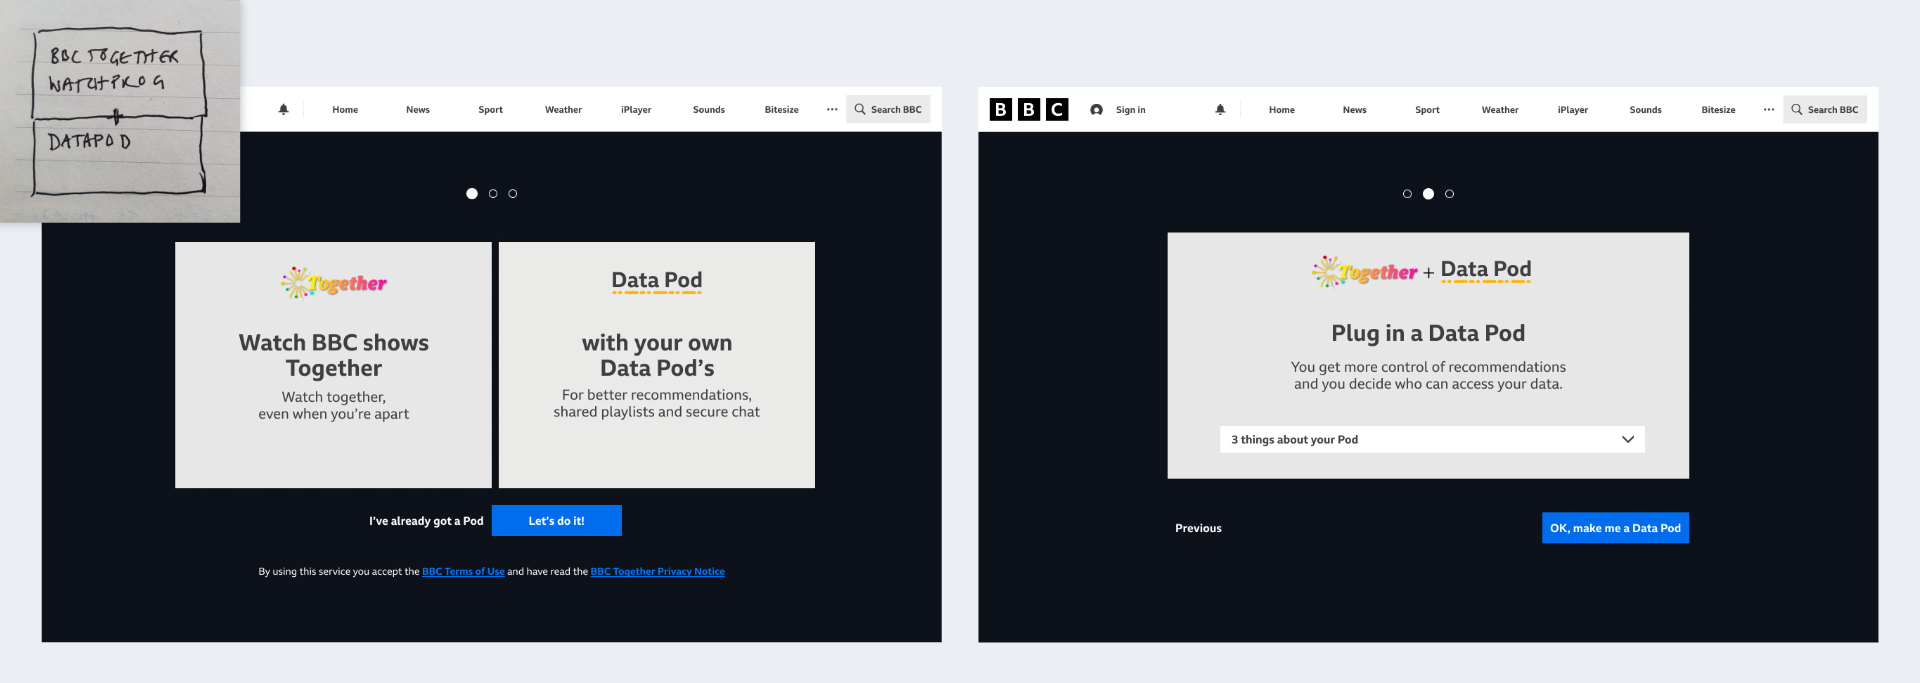 BBC TOGETHER
WATCH PROG
+
DATAPOD
Home News Sport Weather iPlayer Sounds Bitesize ··· Search BBC
Together
Watch BBC shows
Together
Watch together,
even when you're apart
Data Pod
with your own
Data Pod's
For better recommendations,
shared playlists and secure chat
I've already got a Pod Let's do it!
By using this service you accept the BBC Terms of Use and have read the BBC Together Privacy Notice
BBC Sign in Home News Sport Weather iPlayer Sounds Bitesize ··· Search BBC
Together + Data Pod
Plug in a Data Pod
You get more control of recommendations
and you decide who can access your data.
3 things about your Pod
Previous OK, make me a Data Pod